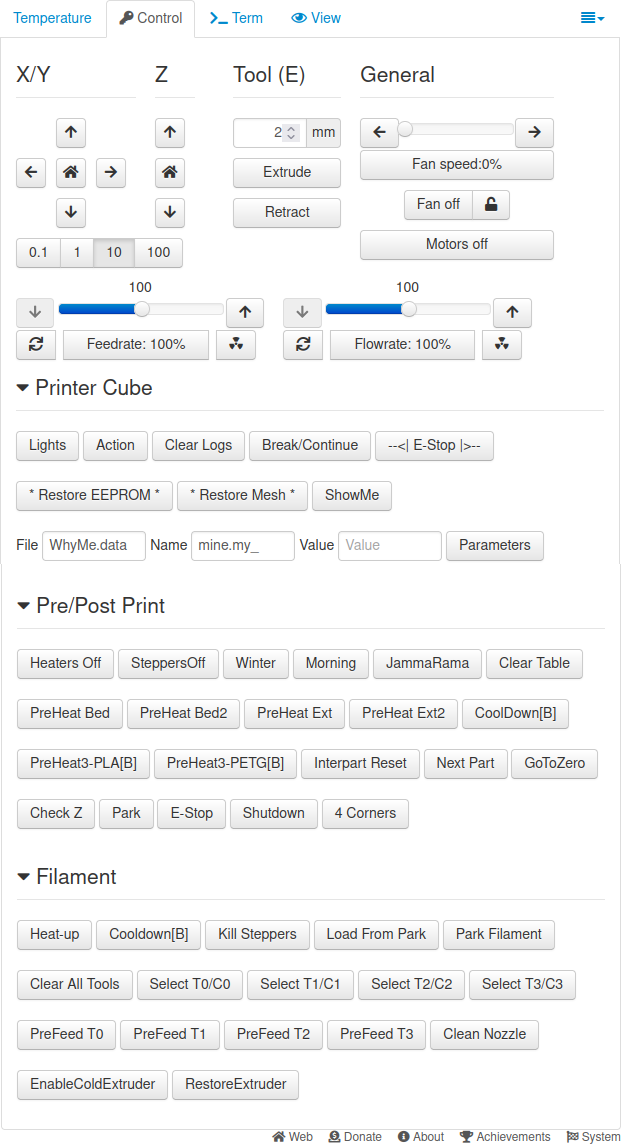 Temperature Control Term View
X/Y Z Tool (E) General
2 mm
Extrude Fan speed:0%
Retract Fan off
0.1 1 10 100 Motors off
100 100
Feedrate: 100% Flowrate: 100%
Printer Cube
Lights Action Clear Logs Break/Continue --<| E-Stop |>--
* Restore EEPROM * * Restore Mesh * ShowMe
File WhyMe.data Name mine.my_ Value Value Parameters
Pre/Post Print
Heaters Off SteppersOff Winter Morning JammaRama Clear Table
PreHeat Bed PreHeat Bed2 PreHeat Ext PreHeat Ext2 CoolDown[B]
PreHeat3-PLA[B] PreHeat3-PETG[B] Interpart Reset Next Part GoToZero
Check Z Park E-Stop Shutdown 4 Corners
Filament
Heat-up Cooldown[B] Kill Steppers Load From Park Park Filament
Clear All Tools Select T0/C0 Select T1/C1 Select T2/C2 Select T3/C3
PreFeed T0 PreFeed T1 PreFeed T2 PreFeed T3 Clean Nozzle
EnableColdExtruder RestoreExtruder
Web Donate About Achievements System